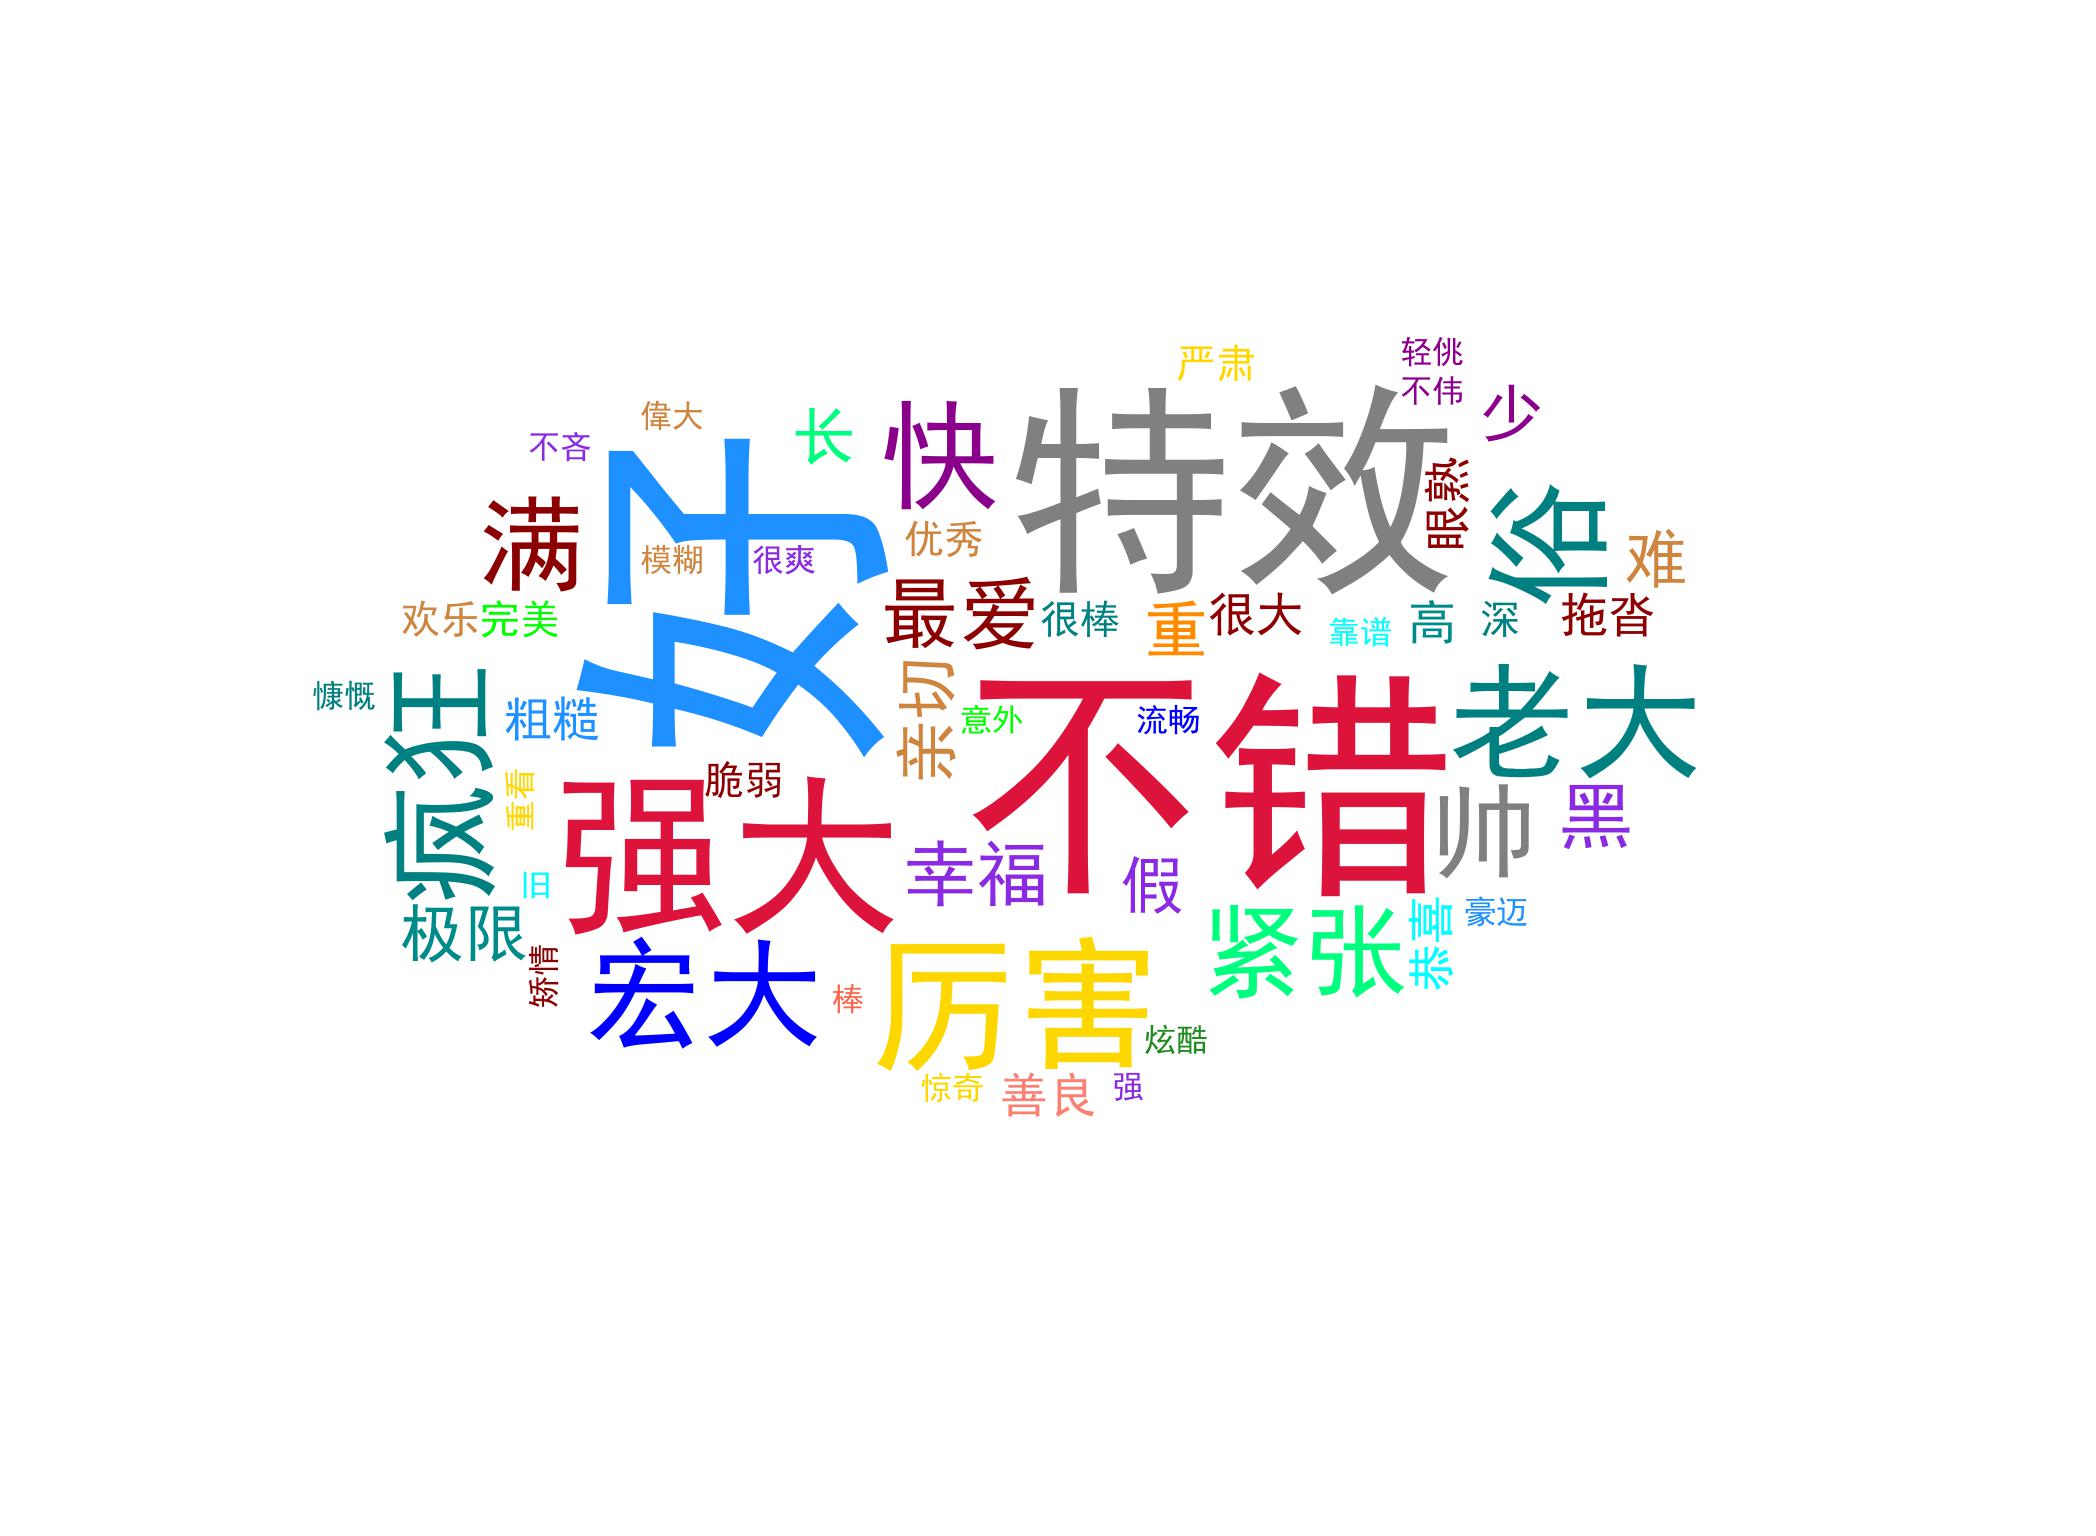 严肃
轻佻
不伟
少
偉大
不吝
长
快
特效
好
满
模糊
很爽
优秀
眼熟
俗
难
欢乐
完美
最爱
很棒
重
很大
靠谱
高
深
拖沓
慷慨
疯狂
粗糙
亲切
意外
不错
流畅
老大
重看
强大
脆弱
帅
黑
旧
幸福
假
极限
紧张
恭喜
豪迈
矫情
宏大
棒
厉害
炫酷
惊奇
善良
强